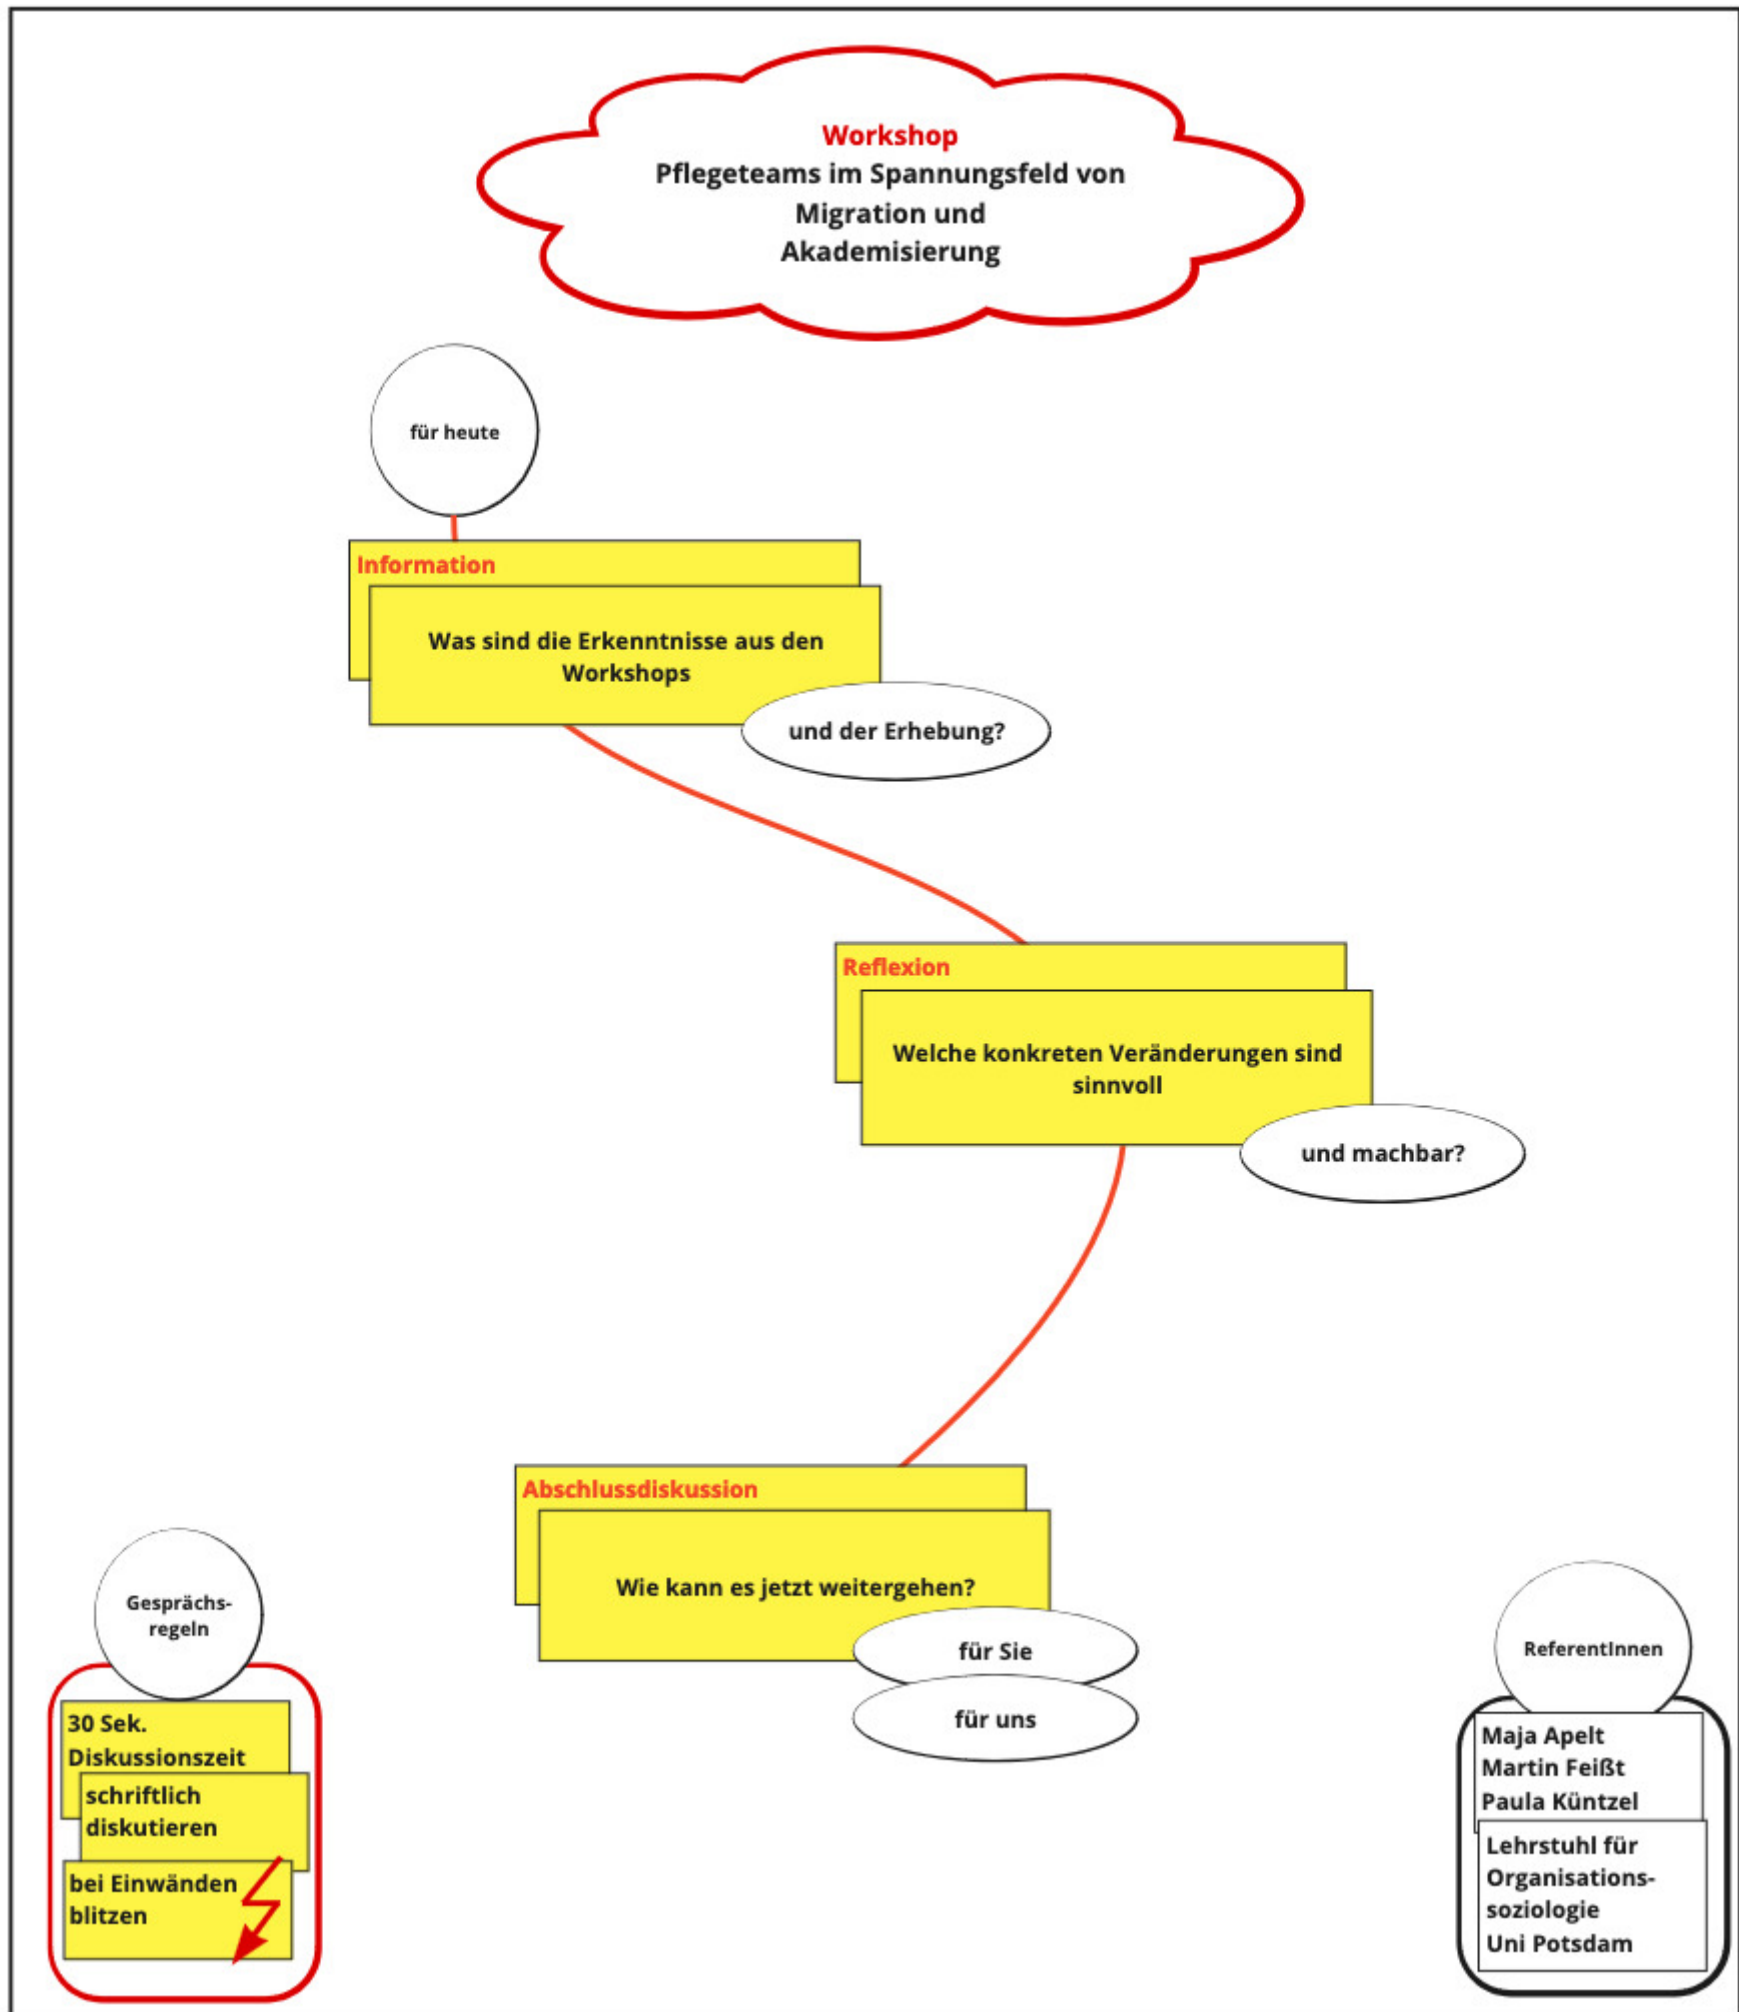 Workshop
Pflegeteams im Spannungsfeld von
Migration und
Akademisierung
für heute
Information
Was sind die Erkenntnisse aus den
Workshops
und der Erhebung?
Reflexion
Welche konkreten Veränderungen sind
sinnvoll
und machbar?
Abschlussdiskussion
Wie kann es jetzt weitergehen?
für Sie
für uns
Gesprächs-
regeln
30 Sek.
Diskussionszeit
schriftlich
diskutieren
bei Einwänden
blitzen
ReferentInnen
Maja Apelt
Martin Feißt
Paula Küntzel
Lehrstuhl für
Organisations-
soziologie
Uni Potsdam